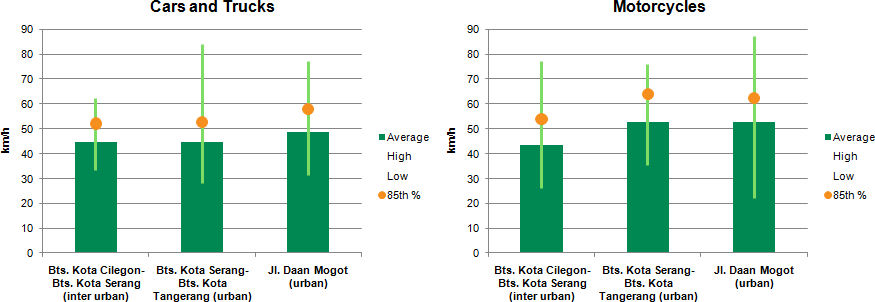 Cars and Trucks
90
80
70
60
50
40
30
20
10
0
km/h
Bts. Kota Cilegon-
Bts. Kota Serang
(inter urban)
Bts. Kota Serang-
Bts. Kota
Tangerang (urban)
Jl. Daan Mogot
(urban)
Average
High
Low
85th %
Motorcycles
90
80
70
60
50
40
30
20
10
0
km/h
Bts. Kota Cilegon-
Bts. Kota Serang
(inter urban)
Bts. Kota Serang-
Bts. Kota
Tangerang (urban)
Jl. Daan Mogot
(urban)
Average
High
Low
85th %